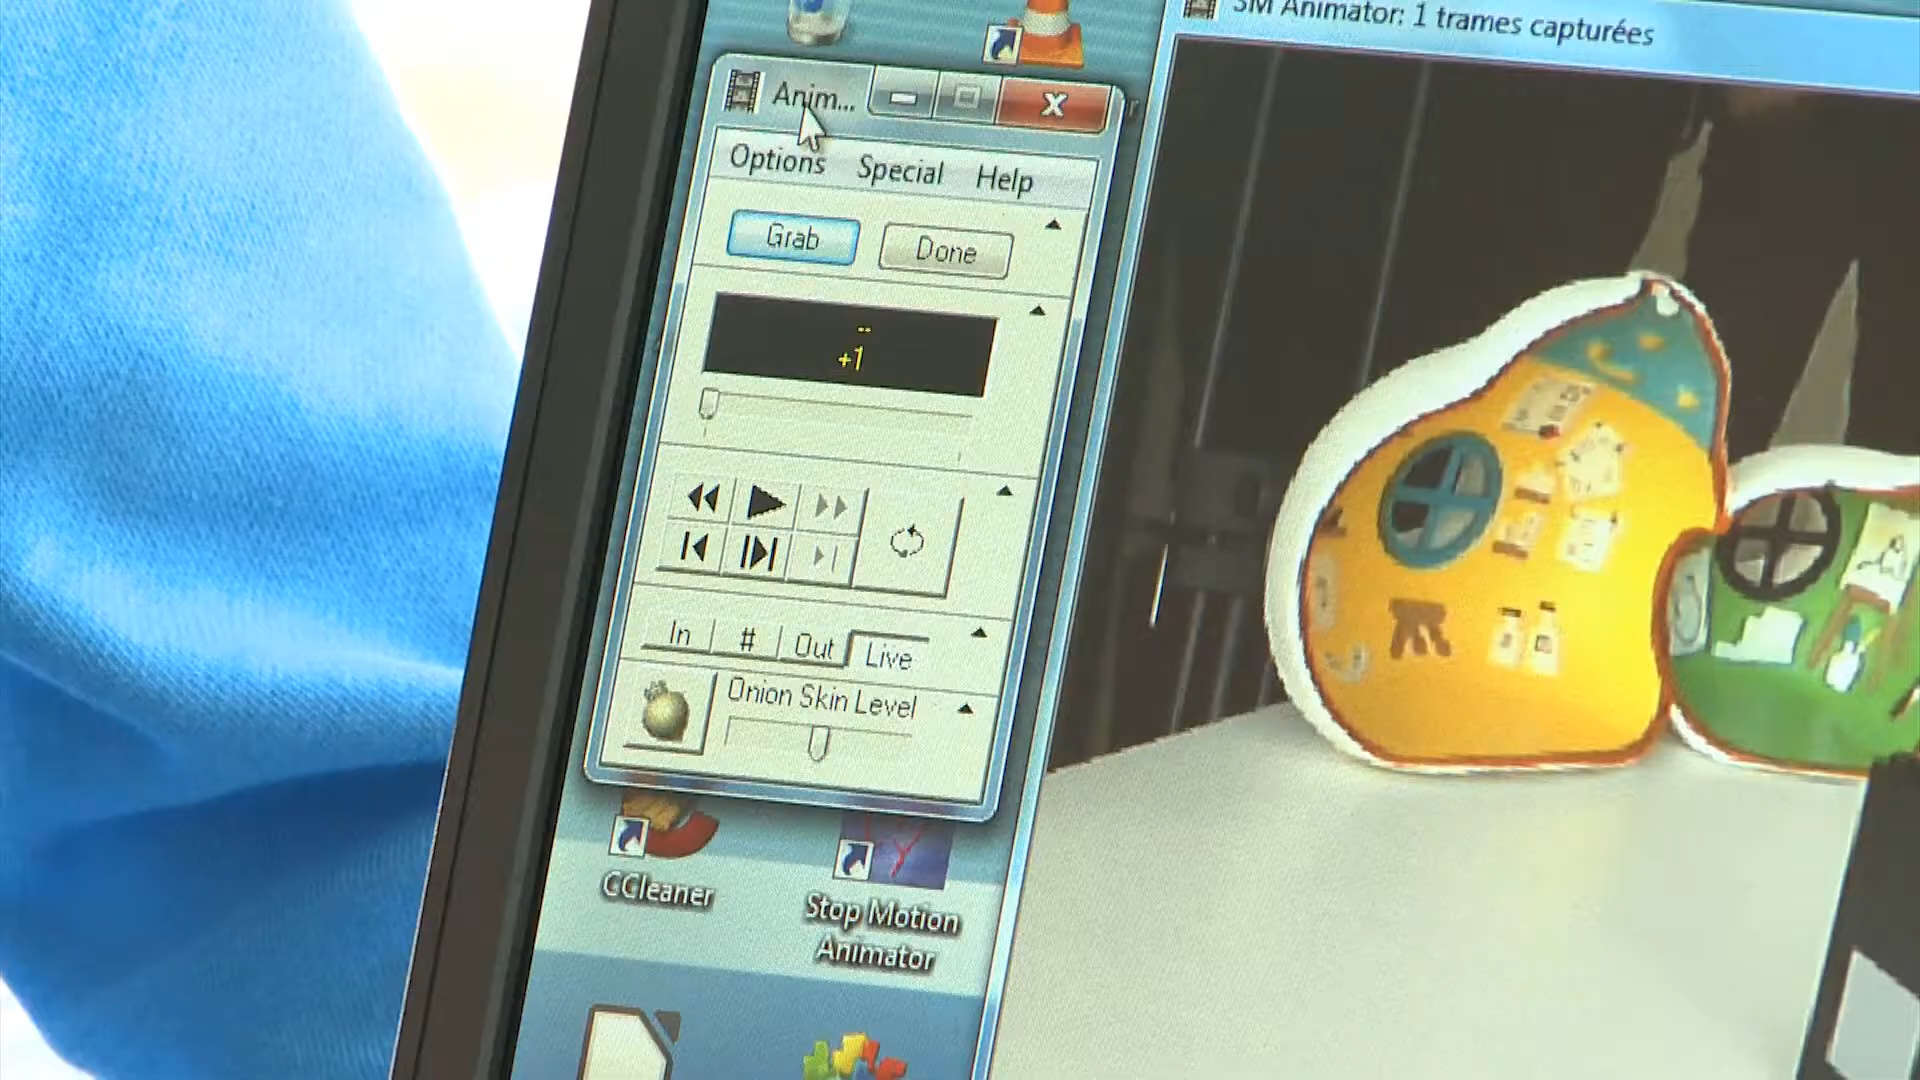 SM Animator: 1 trames capturées
Anim...
Options Special Help
Grab Done
--
+1
In # Out Live
Onion Skin Level
CCleaner
Stop Motion
Animator